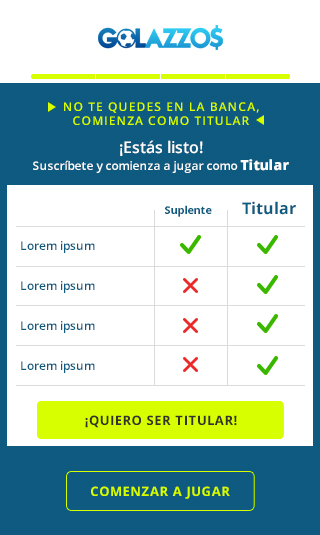 GOLAZZO$
NO TE QUEDES EN LA BANCA,
COMIENZA COMO TITULAR
¡Estás listo!
Suscríbete y comienza a jugar como Titular
Suplente Titular
Lorem ipsum
Lorem ipsum
Lorem ipsum
Lorem ipsum
¡QUIERO SER TITULAR!
COMENZAR A JUGAR